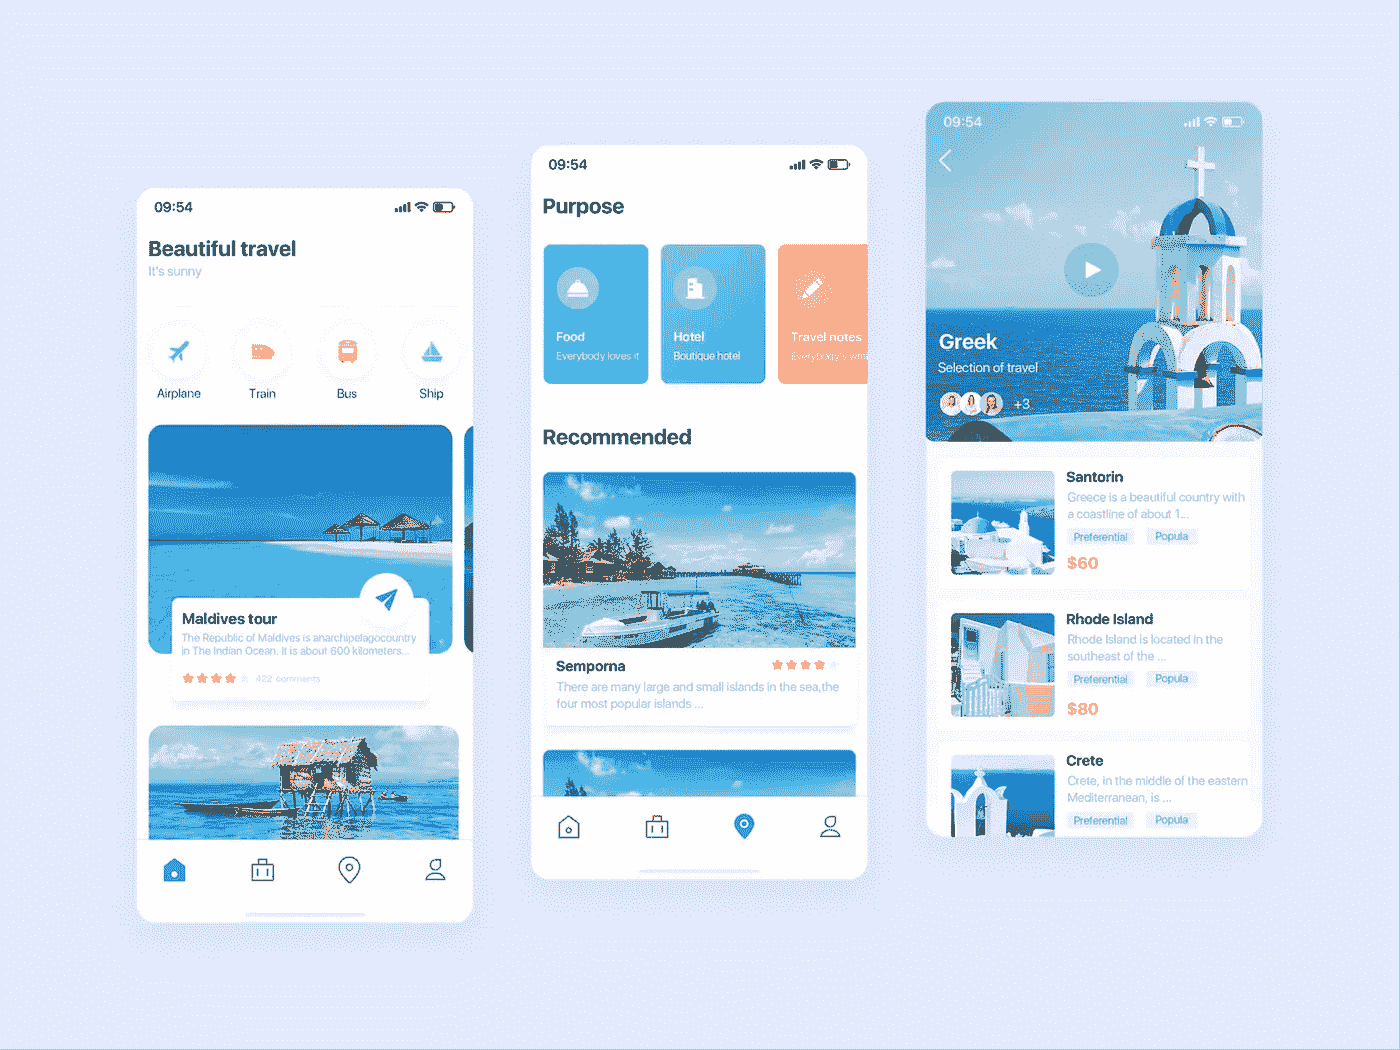 09:54
Beautiful travel
It's sunny
Airplane
Train
Bus
Ship
Maldives tour
The Republic of Maldives is anarchipelagocountry
in The Indian Ocean. It is about 600 kilometers...
422 comments
09:54
Purpose
Food
Everybody loves it
Hotel
Boutique hotel
Travel notes
Everybody's writ
Recommended
Semporna
There are many large and small islands in the sea,the
four most popular islands ...
09:54
Greek
Selection of travel
+3
Santorin
Greece is a beautiful country with
a coastline of about 1...
Preferential
Popula
$60
Rhode Island
Rhode Island is located in the
southeast of the ...
Preferential
Popula
$80
Crete
Crete, in the middle of the eastern
Mediterranean, is ...
Preferential
Popula